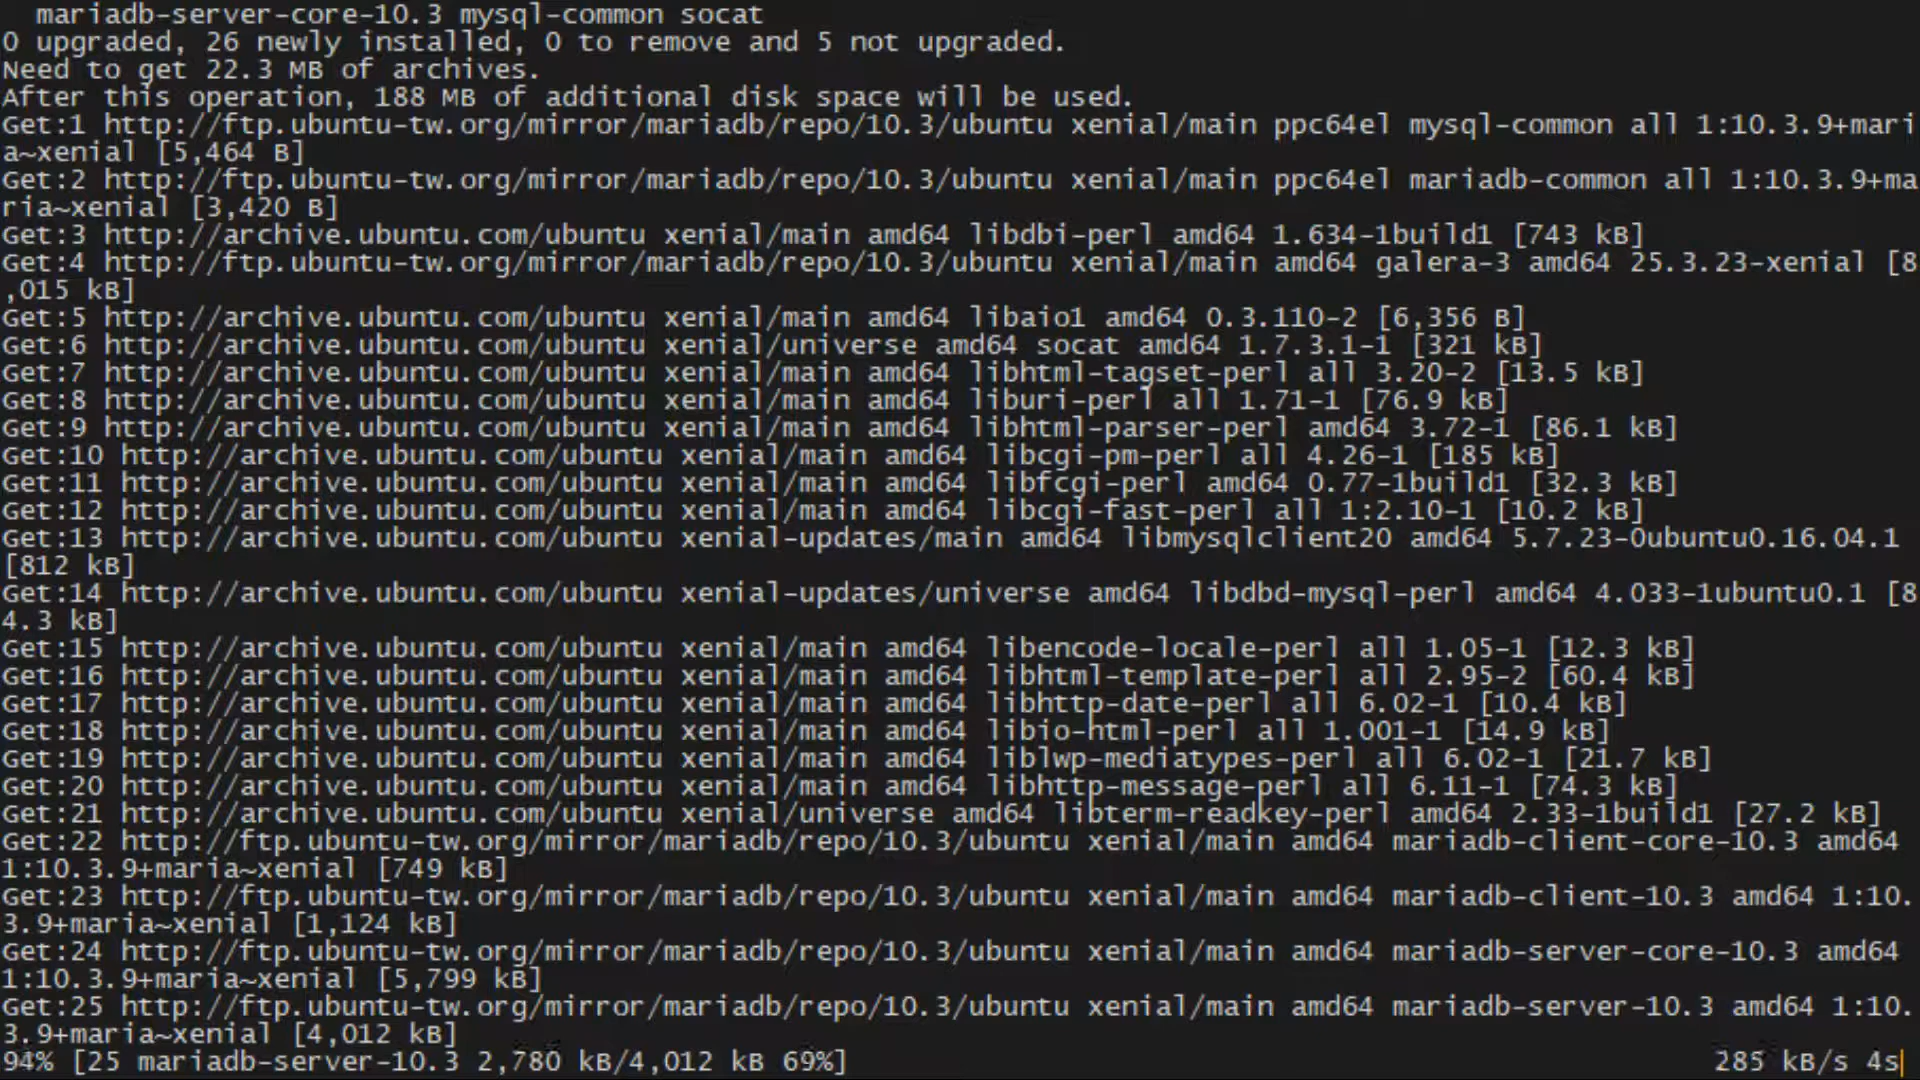 mariadb-server-core-10.3 mysql-common socat
0 upgraded, 26 newly installed, 0 to remove and 5 not upgraded.
Need to get 22.3 MB of archives.
After this operation, 188 MB of additional disk space will be used.
Get:1 http://ftp.ubuntu-tw.org/mirror/mariadb/repo/10.3/ubuntu xenial/main ppc64el mysql-common all 1:10.3.9+mari
a~xenial [5,464 B]
Get:2 http://ftp.ubuntu-tw.org/mirror/mariadb/repo/10.3/ubuntu xenial/main ppc64el mariadb-common all 1:10.3.9+ma
ria~xenial [3,420 B]
Get:3 http://archive.ubuntu.com/ubuntu xenial/main amd64 libdbi-perl amd64 1.634-1build1 [743 kB]
Get:4 http://ftp.ubuntu-tw.org/mirror/mariadb/repo/10.3/ubuntu xenial/main amd64 galera-3 amd64 25.3.23-xenial [8
,015 kB]
Get:5 http://archive.ubuntu.com/ubuntu xenial/main amd64 libaio1 amd64 0.3.110-2 [6,356 B]
Get:6 http://archive.ubuntu.com/ubuntu xenial/universe amd64 socat amd64 1.7.3.1-1 [321 kB]
Get:7 http://archive.ubuntu.com/ubuntu xenial/main amd64 libhtml-tagset-perl all 3.20-2 [13.5 kB]
Get:8 http://archive.ubuntu.com/ubuntu xenial/main amd64 liburi-perl all 1.71-1 [76.9 kB]
Get:9 http://archive.ubuntu.com/ubuntu xenial/main amd64 libhtml-parser-perl amd64 3.72-1 [86.1 kB]
Get:10 http://archive.ubuntu.com/ubuntu xenial/main amd64 libcgi-pm-perl all 4.26-1 [185 kB]
Get:11 http://archive.ubuntu.com/ubuntu xenial/main amd64 libfcgi-perl amd64 0.77-1build1 [32.3 kB]
Get:12 http://archive.ubuntu.com/ubuntu xenial/main amd64 libcgi-fast-perl all 1:2.10-1 [10.2 kB]
Get:13 http://archive.ubuntu.com/ubuntu xenial-updates/main amd64 libmysqlclient20 amd64 5.7.23-0ubuntu0.16.04.1
[812 kB]
Get:14 http://archive.ubuntu.com/ubuntu xenial-updates/universe amd64 libdbd-mysql-perl amd64 4.033-1ubuntu0.1 [8
4.3 kB]
Get:15 http://archive.ubuntu.com/ubuntu xenial/main amd64 libencode-locale-perl all 1.05-1 [12.3 kB]
Get:16 http://archive.ubuntu.com/ubuntu xenial/main amd64 libhtml-template-perl all 2.95-2 [60.4 kB]
Get:17 http://archive.ubuntu.com/ubuntu xenial/main amd64 libhttp-date-perl all 6.02-1 [10.4 kB]
Get:18 http://archive.ubuntu.com/ubuntu xenial/main amd64 libio-html-perl all 1.001-1 [14.9 kB]
Get:19 http://archive.ubuntu.com/ubuntu xenial/main amd64 liblwp-mediatypes-perl all 6.02-1 [21.7 kB]
Get:20 http://archive.ubuntu.com/ubuntu xenial/main amd64 libhttp-message-perl all 6.11-1 [74.3 kB]
Get:21 http://archive.ubuntu.com/ubuntu xenial/universe amd64 libterm-readkey-perl amd64 2.33-1build1 [27.2 kB]
Get:22 http://ftp.ubuntu-tw.org/mirror/mariadb/repo/10.3/ubuntu xenial/main amd64 mariadb-client-core-10.3 amd64
1:10.3.9+maria~xenial [749 kB]
Get:23 http://ftp.ubuntu-tw.org/mirror/mariadb/repo/10.3/ubuntu xenial/main amd64 mariadb-client-10.3 amd64 1:10.
3.9+maria~xenial [1,124 kB]
Get:24 http://ftp.ubuntu-tw.org/mirror/mariadb/repo/10.3/ubuntu xenial/main amd64 mariadb-server-core-10.3 amd64
1:10.3.9+maria~xenial [5,799 kB]
Get:25 http://ftp.ubuntu-tw.org/mirror/mariadb/repo/10.3/ubuntu xenial/main amd64 mariadb-server-10.3 amd64 1:10.
3.9+maria~xenial [4,012 kB]
94% [25 mariadb-server-10.3 2,780 kB/4,012 kB 69%] 285 kB/s 4s